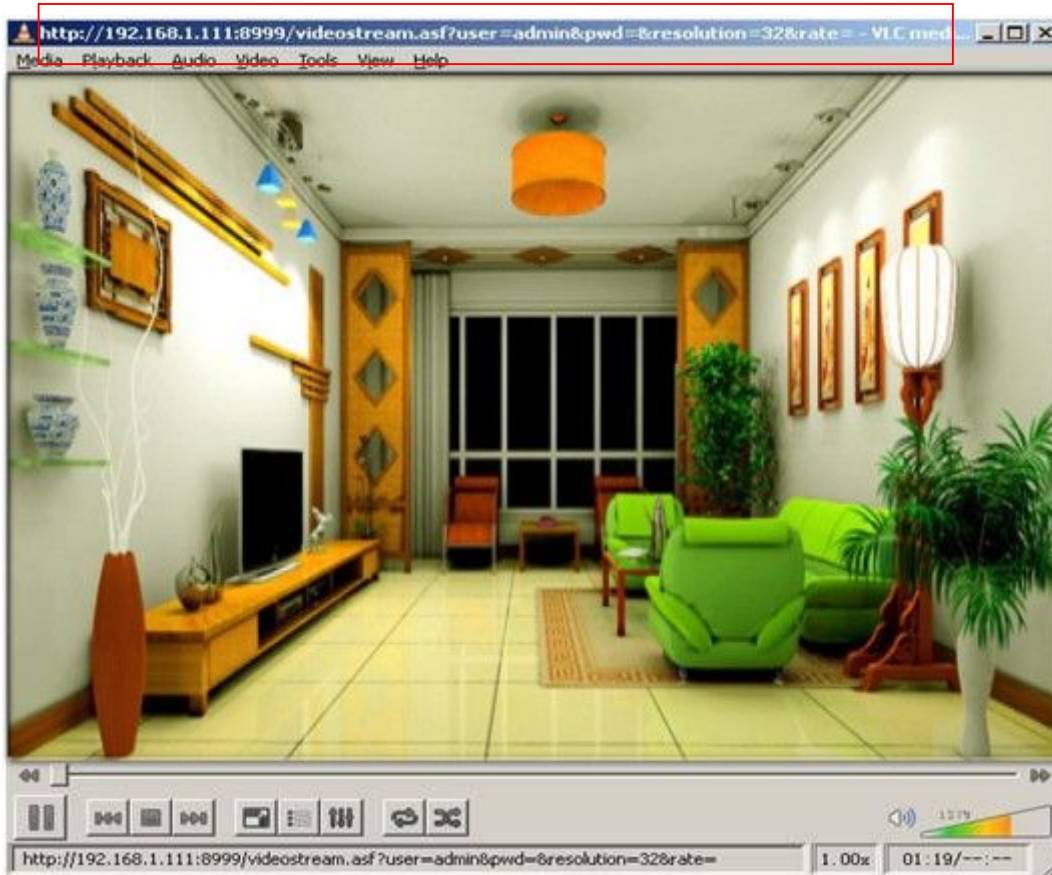 http://192.168.1.111:8999/videostream.asf?user=admin&pwd=&resolution=32&rate= - VLC med...
Media Playback Audio Video Tools View Help
http://192.168.1.111:8999/videostream.asf?user=admin&pwd=&resolution=32&rate= 1.00x 01:19/--:--